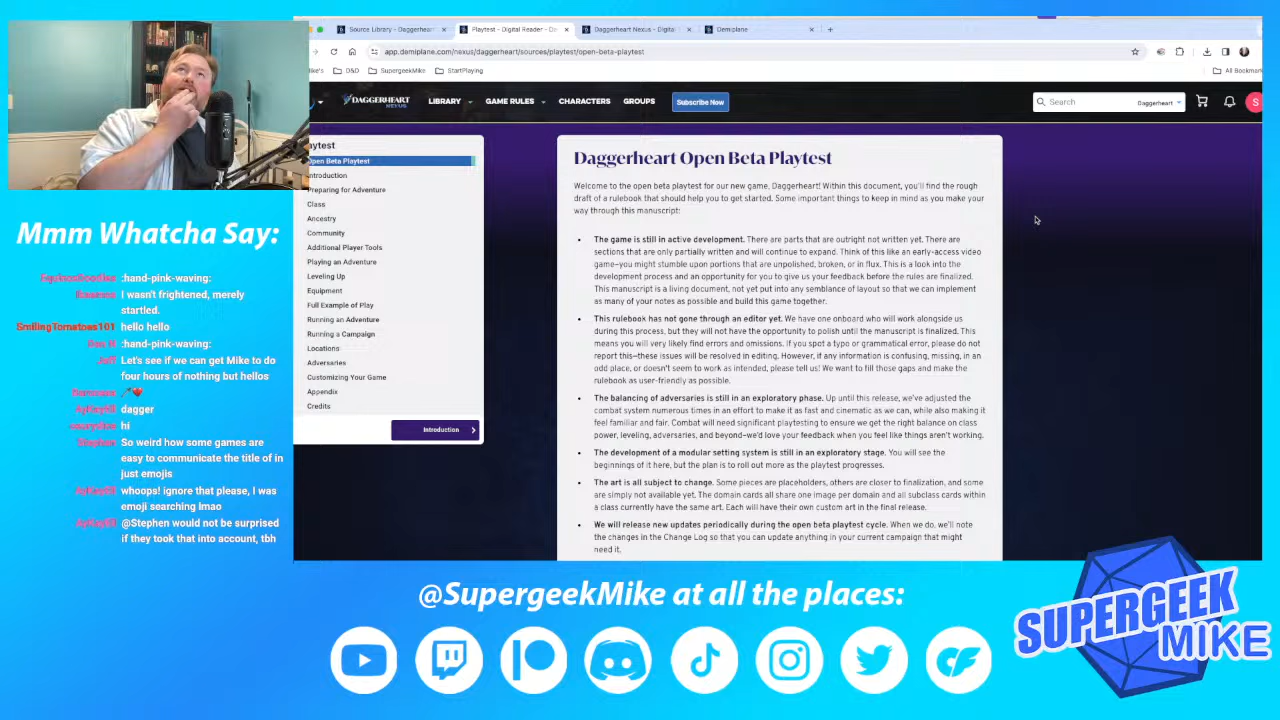 Source Library - Daggerhear
Playtest - Digital Reader - De
Daggerheart Nexus - Digital
Demiplane
app.demiplane.com/nexus/daggerheart/sources/playtest/open-beta-playtest
D&D
SupergeekMike
StartPlaying
All Bookmar
DAGGERHEART
NEXUS
LIBRARY
GAME RULES
CHARACTERS
GROUPS
Subscribe Now
Search
Daggerheart
S
aytest
Open Beta Playtest
Introduction
Preparing for Adventure
Class
Ancestry
Community
Additional Player Tools
Playing an Adventure
Leveling Up
Equipment
Full Example of Play
Running an Adventure
Running a Campaign
Locations
Adversaries
Customizing Your Game
Appendix
Credits
Introduction
Daggerheart Open Beta Playtest
Welcome to the open beta playtest for our new game, Daggerheart! Within this document, you'll find the rough
draft of a rulebook that should help you to get started. Some important things to keep in mind as you make your
way through this manuscript:
• The game is still in active development. There are parts that are outright not written yet. There are
sections that are only partially written and will continue to expand. Think of this like an early-access video
game–you might stumble upon portions that are unpolished, broken, or in flux. This is a look into the
development process and an opportunity for you to give us your feedback before the rules are finalized.
This manuscript is a living document, not yet put into any semblance of layout so that we can implement
as many of your notes as possible and build this game together.
• This rulebook has not gone through an editor yet. We have one onboard who will work alongside us
during this process, but they will not have the opportunity to polish until the manuscript is finalized. This
means you will very likely find errors and omissions. If you spot a typo or grammatical error, please do not
report this–these issues will be resolved in editing. However, if any information is confusing, missing, in an
odd place, or doesn't seem to work as intended, please tell us! We want to fill those gaps and make the
rulebook as user-friendly as possible.
• The balancing of adversaries is still in an exploratory phase. Up until this release, we've adjusted the
combat system numerous times in an effort to make it as fast and cinematic as we can, while also making it
feel familiar and fair. Combat will need significant playtesting to ensure we get the right balance on class
power, leveling, adversaries, and beyond–we'd love your feedback when you feel like things aren't working.
• The development of a modular setting system is still in an exploratory stage. You will see the
beginnings of it here, but the plan is to roll out more as the playtest progresses.
• The art is all subject to change. Some pieces are placeholders, others are closer to finalization, and some
are simply not available yet. The domain cards all share one image per domain and all subclass cards within
a class currently have the same art. Each will have their own custom art in the final release.
• We will release new updates periodically during the open beta playtest cycle. When we do, we'll note
the changes in the Change Log so that you can update anything in your current campaign that might
need it.
Mmm Whatcha Say:
:hand-pink-waving:
I wasn't frightened, merely
startled.
SmilingTomatoes101 hello hello
:hand-pink-waving:
Let's see if we can get Mike to do
four hours of nothing but hellos
dagger
hi
Stephen So weird how some games are
easy to communicate the title of in
just emojis
whoops! ignore that please, I was
emoji searching lmao
@Stephen would not be surprised
if they took that into account, tbh
@SupergeekMike at all the places:
SUPERGEEK
MIKE